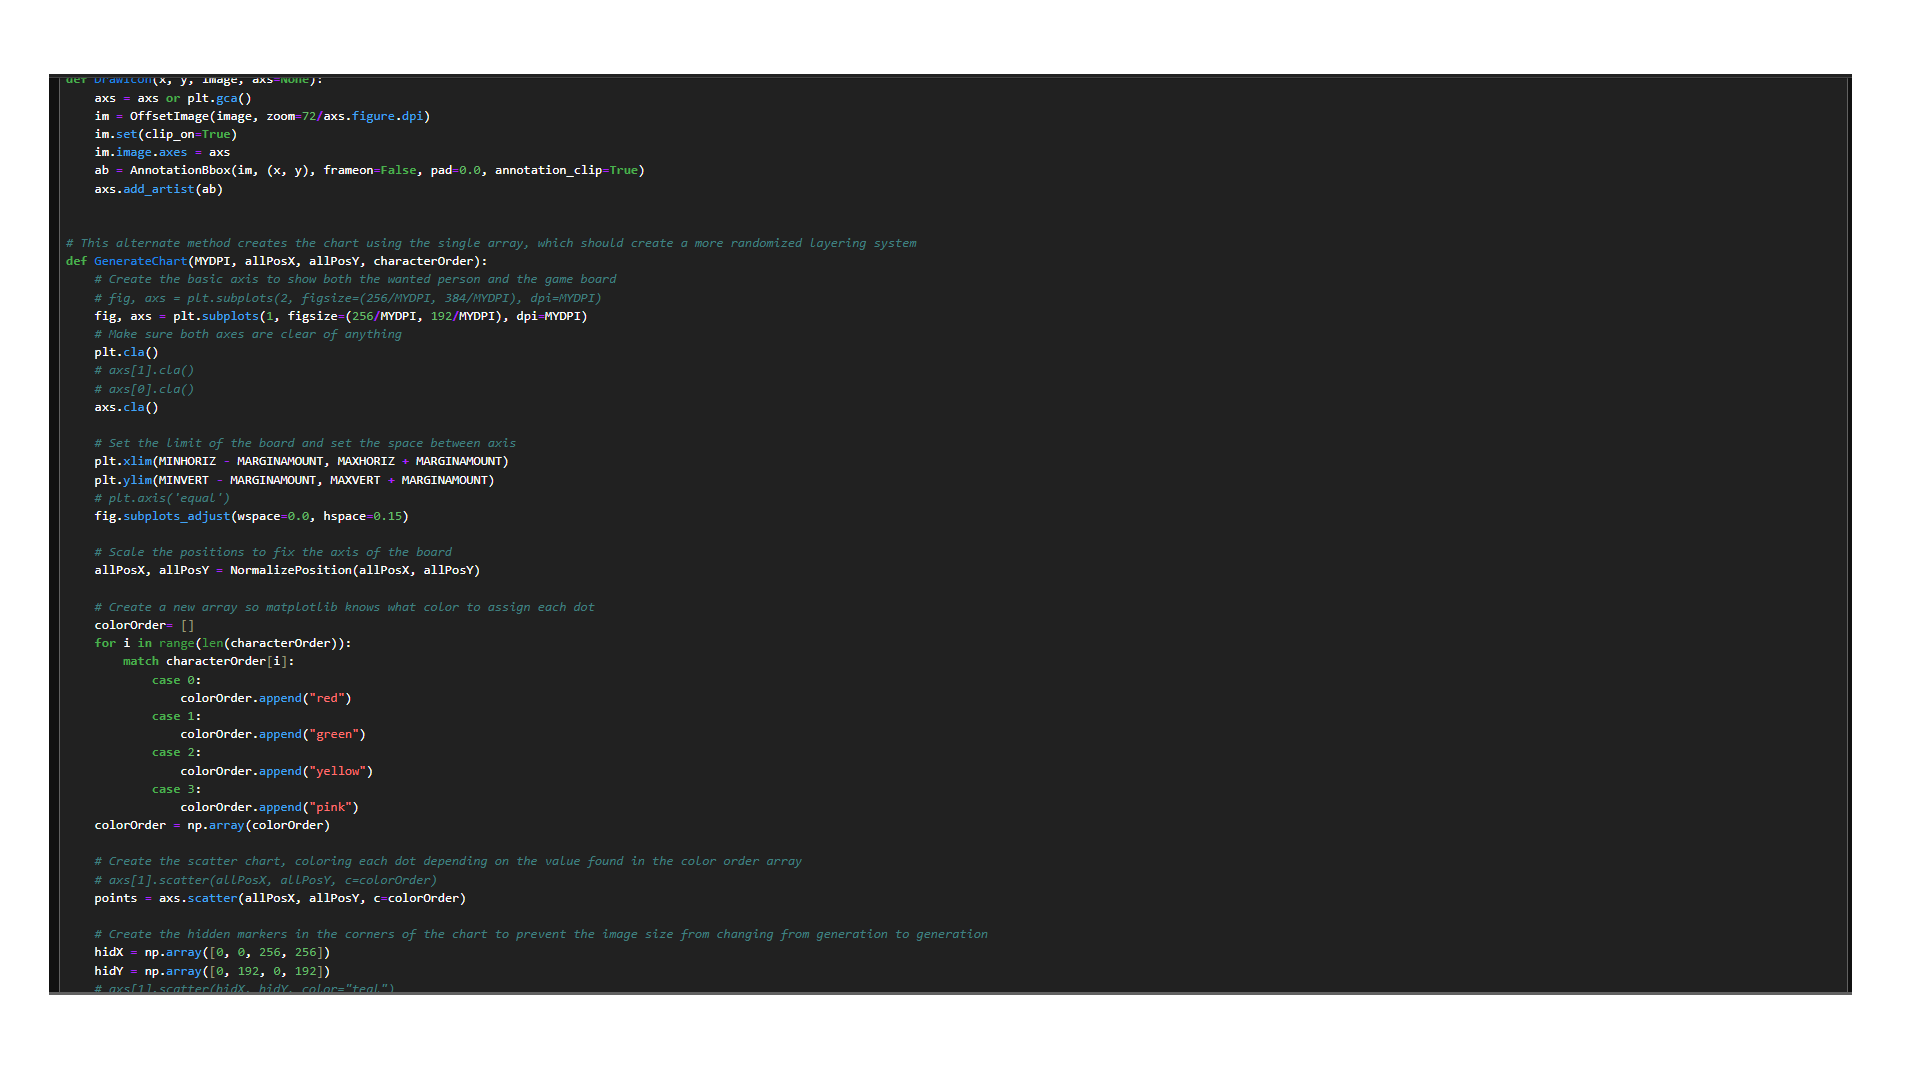 def DrawIcon(x, y, image, axs=None):
    axs = axs or plt.gca()
    im = OffsetImage(image, zoom=72/axs.figure.dpi)
    im.set(clip_on=True)
    im.image.axes = axs
    ab = AnnotationBbox(im, (x, y), frameon=False, pad=0.0, annotation_clip=True)
    axs.add_artist(ab)
# This alternate method creates the chart using the single array, which should create a more randomized layering system
def GenerateChart(MYDPI, allPosX, allPosY, characterOrder):
    # Create the basic axis to show both the wanted person and the game board
    # fig, axs = plt.subplots(2, figsize=(256/MYDPI, 384/MYDPI), dpi=MYDPI)
    fig, axs = plt.subplots(1, figsize=(256/MYDPI, 192/MYDPI), dpi=MYDPI)
    # Make sure both axes are clear of anything
    plt.cla()
    # axs[1].cla()
    # axs[0].cla()
    axs.cla()
    # Set the limit of the board and set the space between axis
    plt.xlim(MINHORIZ - MARGINAMOUNT, MAXHORIZ + MARGINAMOUNT)
    plt.ylim(MINVERT - MARGINAMOUNT, MAXVERT + MARGINAMOUNT)
    # plt.axis('equal')
    fig.subplots_adjust(wspace=0.0, hspace=0.15)
    # Scale the positions to fix the axis of the board
    allPosX, allPosY = NormalizePosition(allPosX, allPosY)
    # Create a new array so matplotlib knows what color to assign each dot
    colorOrder= []
    for i in range(len(characterOrder)):
        match characterOrder[i]:
            case 0:
                colorOrder.append("red")
            case 1:
                colorOrder.append("green")
            case 2:
                colorOrder.append("yellow")
            case 3:
                colorOrder.append("pink")
    colorOrder = np.array(colorOrder)
    # Create the scatter chart, coloring each dot depending on the value found in the color order array
    # axs[1].scatter(allPosX, allPosY, c=colorOrder)
    points = axs.scatter(allPosX, allPosY, c=colorOrder)
    # Create the hidden markers in the corners of the chart to prevent the image size from changing from generation to generation
    hidX = np.array([0, 0, 256, 256])
    hidY = np.array([0, 192, 0, 192])
    # axs[1].scatter(hidX, hidY, color="teal")